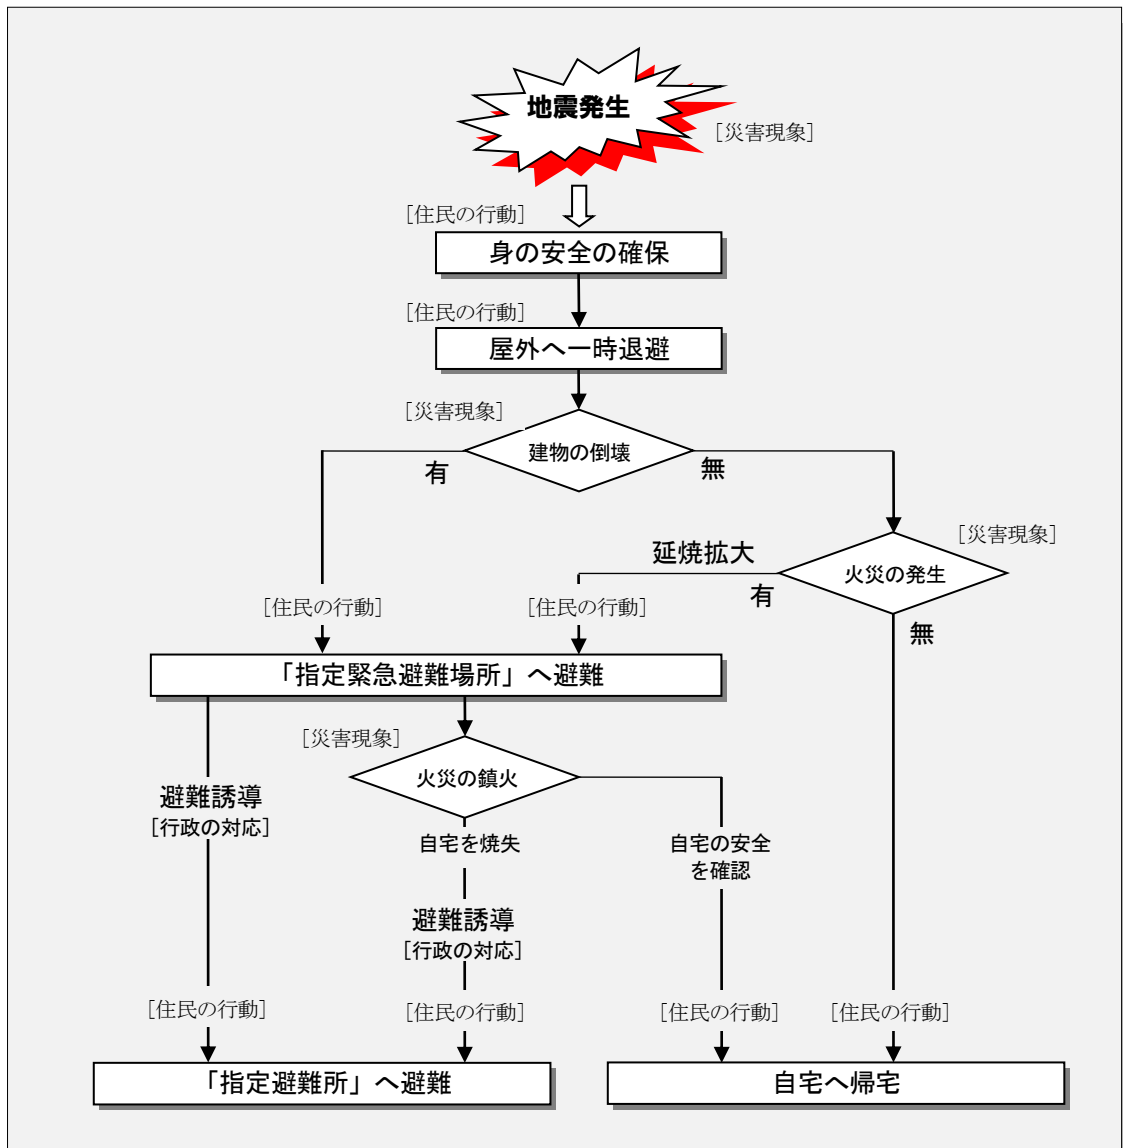 地震発生
［災害現象］
［住民の行動］
身の安全の確保
［住民の行動］
屋外へ一時退避
［災害現象］
建物の倒壊
有
無
［災害現象］
延焼拡大
火災の発生
有
［住民の行動］
［住民の行動］
無
「指定緊急避難場所」へ避難
［災害現象］
火災の鎮火
避難誘導
［行政の対応］
自宅を焼失
自宅の安全
を確認
避難誘導
［行政の対応］
［住民の行動］
［住民の行動］
［住民の行動］
［住民の行動］
「指定避難所」へ避難
自宅へ帰宅